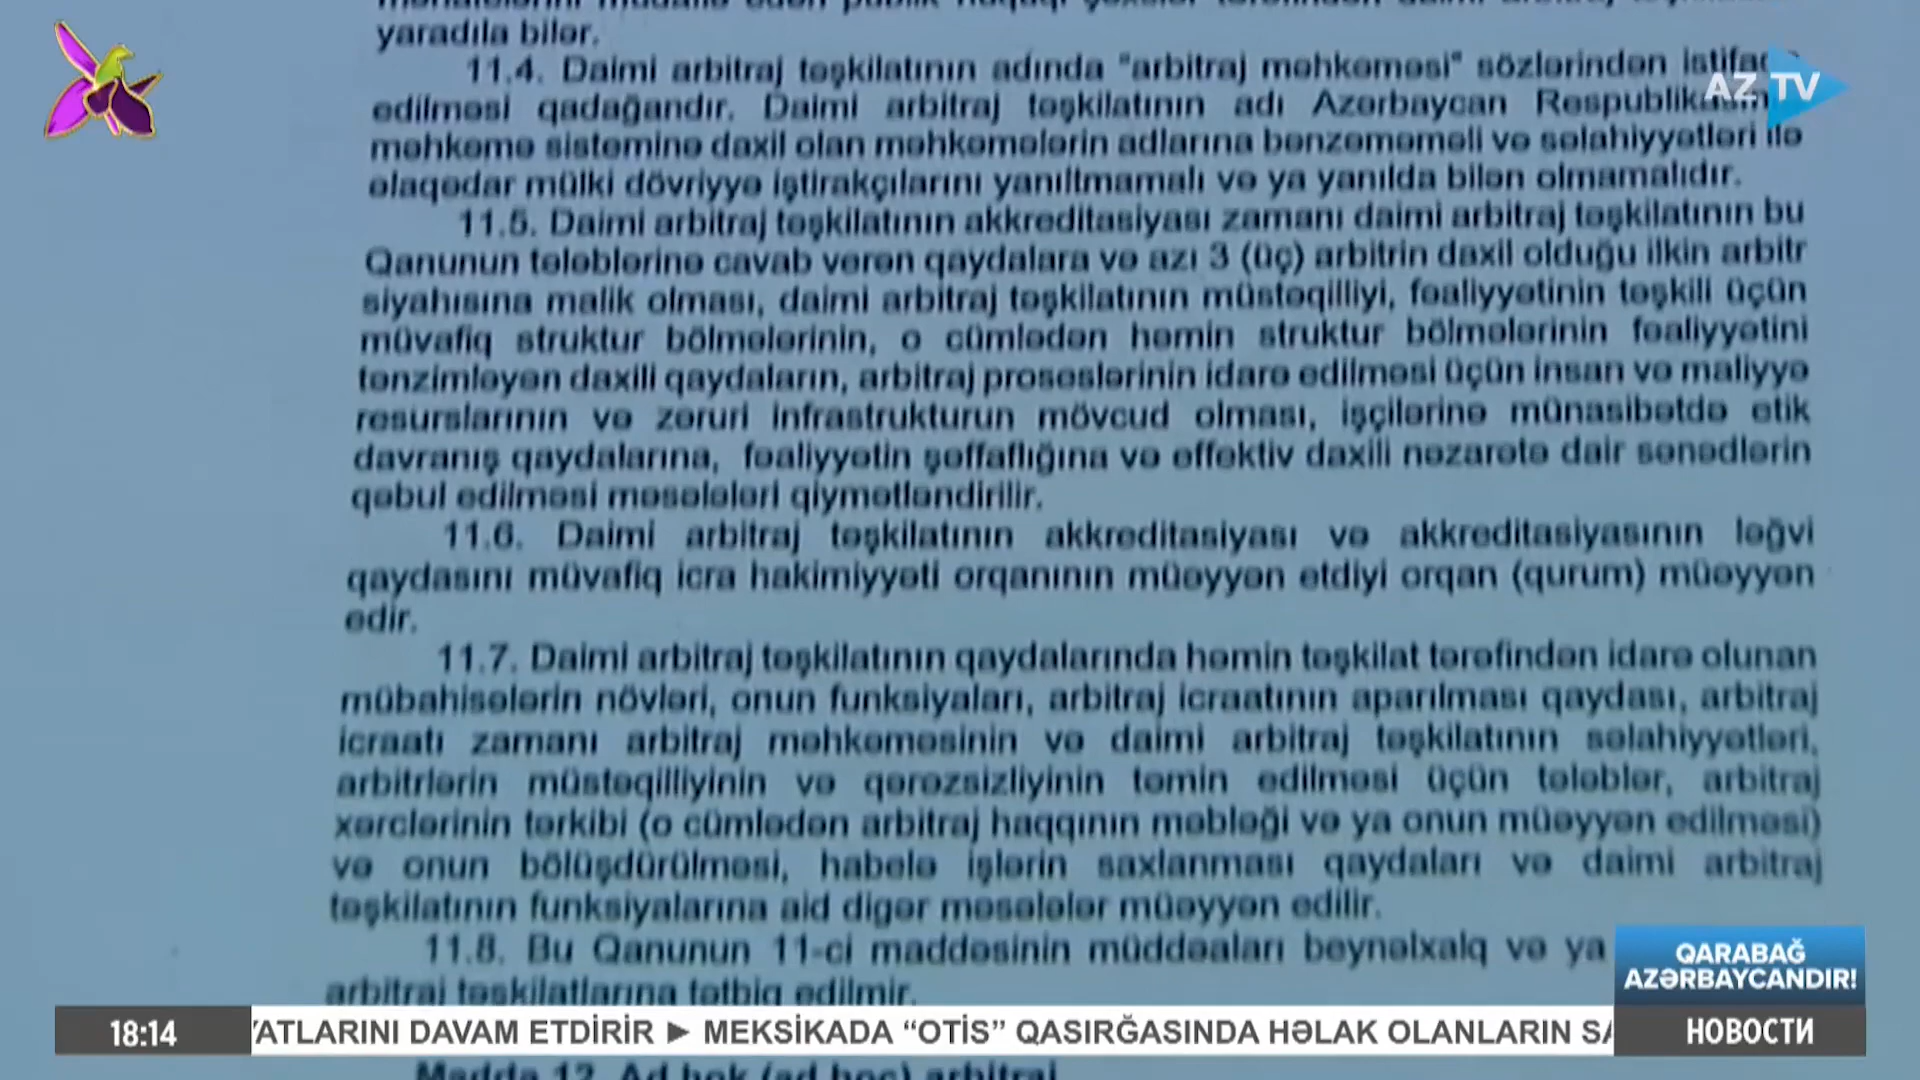 yaradıla bilər.
11.4. Daimi arbitraj təşkilatının adında "arbitraj məhkəməsi" sözlərindən
AZ TV
edilməsi qadağandır. Daimi arbitraj təşkilatının adı Azərbaycan
məhkəmə sisteminə daxil olan məhkəmələrin adlarına bənzəməməli və səlahiyyətləri ilə
əlaqədar mülki dövriyyə iştirakçılarını yanıltmamalı və ya yanılda bilən olmamalıdır.
11.5. Daimi arbitraj təşkilatının akkreditasiyası zamanı daimi arbitraj təşkilatının bu
Qanunun tələblərinə cavab verən qaydalara və azı 3 (üç) arbitrin daxil olduğu ilkin arbitr
siyahısına malik olması, daimi arbitraj təşkilatının müstəqilliyi, fəaliyyətinin təşkili üçün
müvafiq struktur bölmələrinin, o cümlədən həmin struktur bölmələrinin fəaliyyətini
tənzimləyən daxili qaydaların, arbitraj proseslərinin idarə edilməsi üçün insan və maliyyə
resurslarının və zəruri infrastrukturun mövcud olması, işçilərinə münasibətdə etik
davranış qaydalarına, fəaliyyətin şəffaflığına və effektiv daxili nəzarətə dair sənədlərin
qəbul edilməsi məsələləri qiymətləndirilir.
11.6. Daimi arbitraj təşkilatının akkreditasiyası və akkreditasiyasının ləğvi
qaydasını müvafiq icra hakimiyyəti orqanının müəyyən etdiyi orqan (qurum) müəyyən
edir.
11.7. Daimi arbitraj təşkilatının qaydalarında həmin təşkilat tərəfindən idarə olunan
mübahisələrin növləri, onun funksiyaları, arbitraj icraatının aparılması qaydası, arbitraj
icraatı zamanı arbitraj məhkəməsinin və daimi arbitraj təşkilatının səlahiyyətləri,
arbitrlərin müstəqilliyinin və qərəzsizliyinin təmin edilməsi üçün tələblər, arbitraj
xərclərinin tərkibi (o cümlədən arbitraj haqqının məbləği və ya onun müəyyən edilməsi)
və onun bölüşdürülməsi, habelə işlərin saxlanması qaydaları və daimi arbitraj
təşkilatının funksiyalarına aid digər məsələlər müəyyən edilir.
11.8. Bu Qanunun 11-ci maddəsinin müddəaları beynəlxalq və ya
arbitraj təşkilatlarına tətbiq edilmir.
QARABAĞ
AZƏRBAYCANDIR!
18:14 YATLARINI DAVAM ETDİRİR ► MEKSİKADA “OTİS” QASIRĞASINDA HƏLAK OLANLARIN SA
НОВОСТИ
Maddə 12. Ad hok (ad hoc) arbitraj